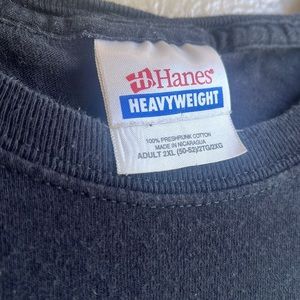 Hanes®
HEAVYWEIGHT
100% PRESHRUNK COTTON
MADE IN NICARAGUA
ADULT 2XL (50-52)/2TG/2XG